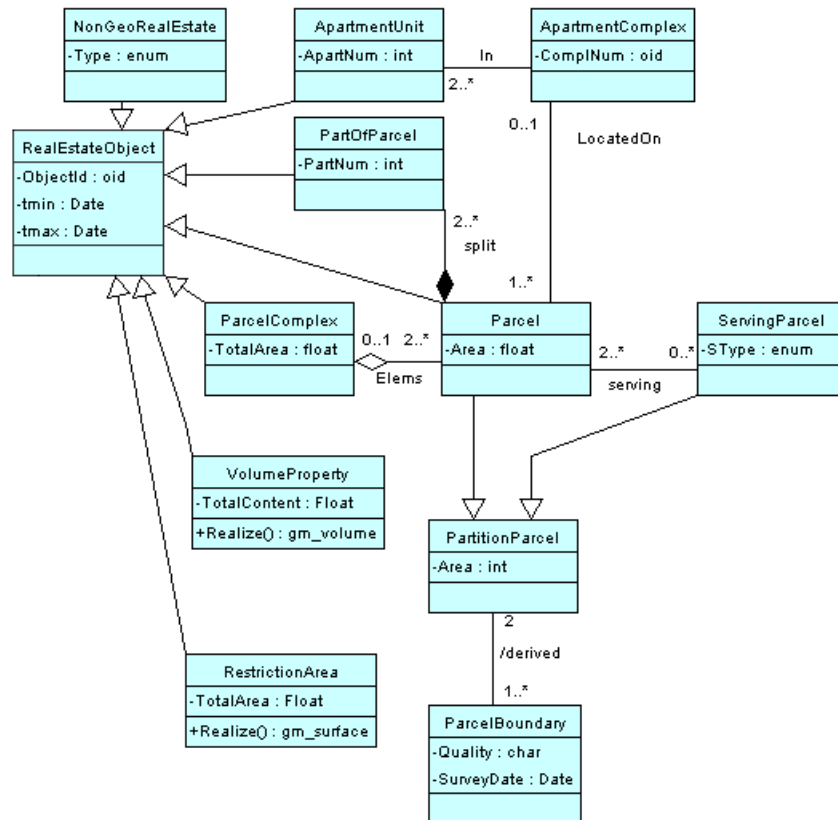 NonGeoRealEstate
-Type : enum
ApartmentUnit
-ApartNum : int
In
2..*
ApartmentComplex
-ComplNum : oid
0..1
LocatedOn
RealEstateObject
-ObjectId : oid
-tmin : Date
-tmax : Date
PartOfParcel
-PartNum : int
2..*
split
1..*
ParcelComplex
-TotalArea : float
0..1
2..*
Elems
Parcel
-Area : float
2..*
0..*
serving
ServingParcel
-SType : enum
VolumeProperty
-TotalContent : Float
+Realize() : gm_volume
PartitionParcel
-Area : int
2
/derived
1..*
RestrictionArea
-TotalArea : Float
+Realize() : gm_surface
ParcelBoundary
-Quality : char
-SurveyDate : Date